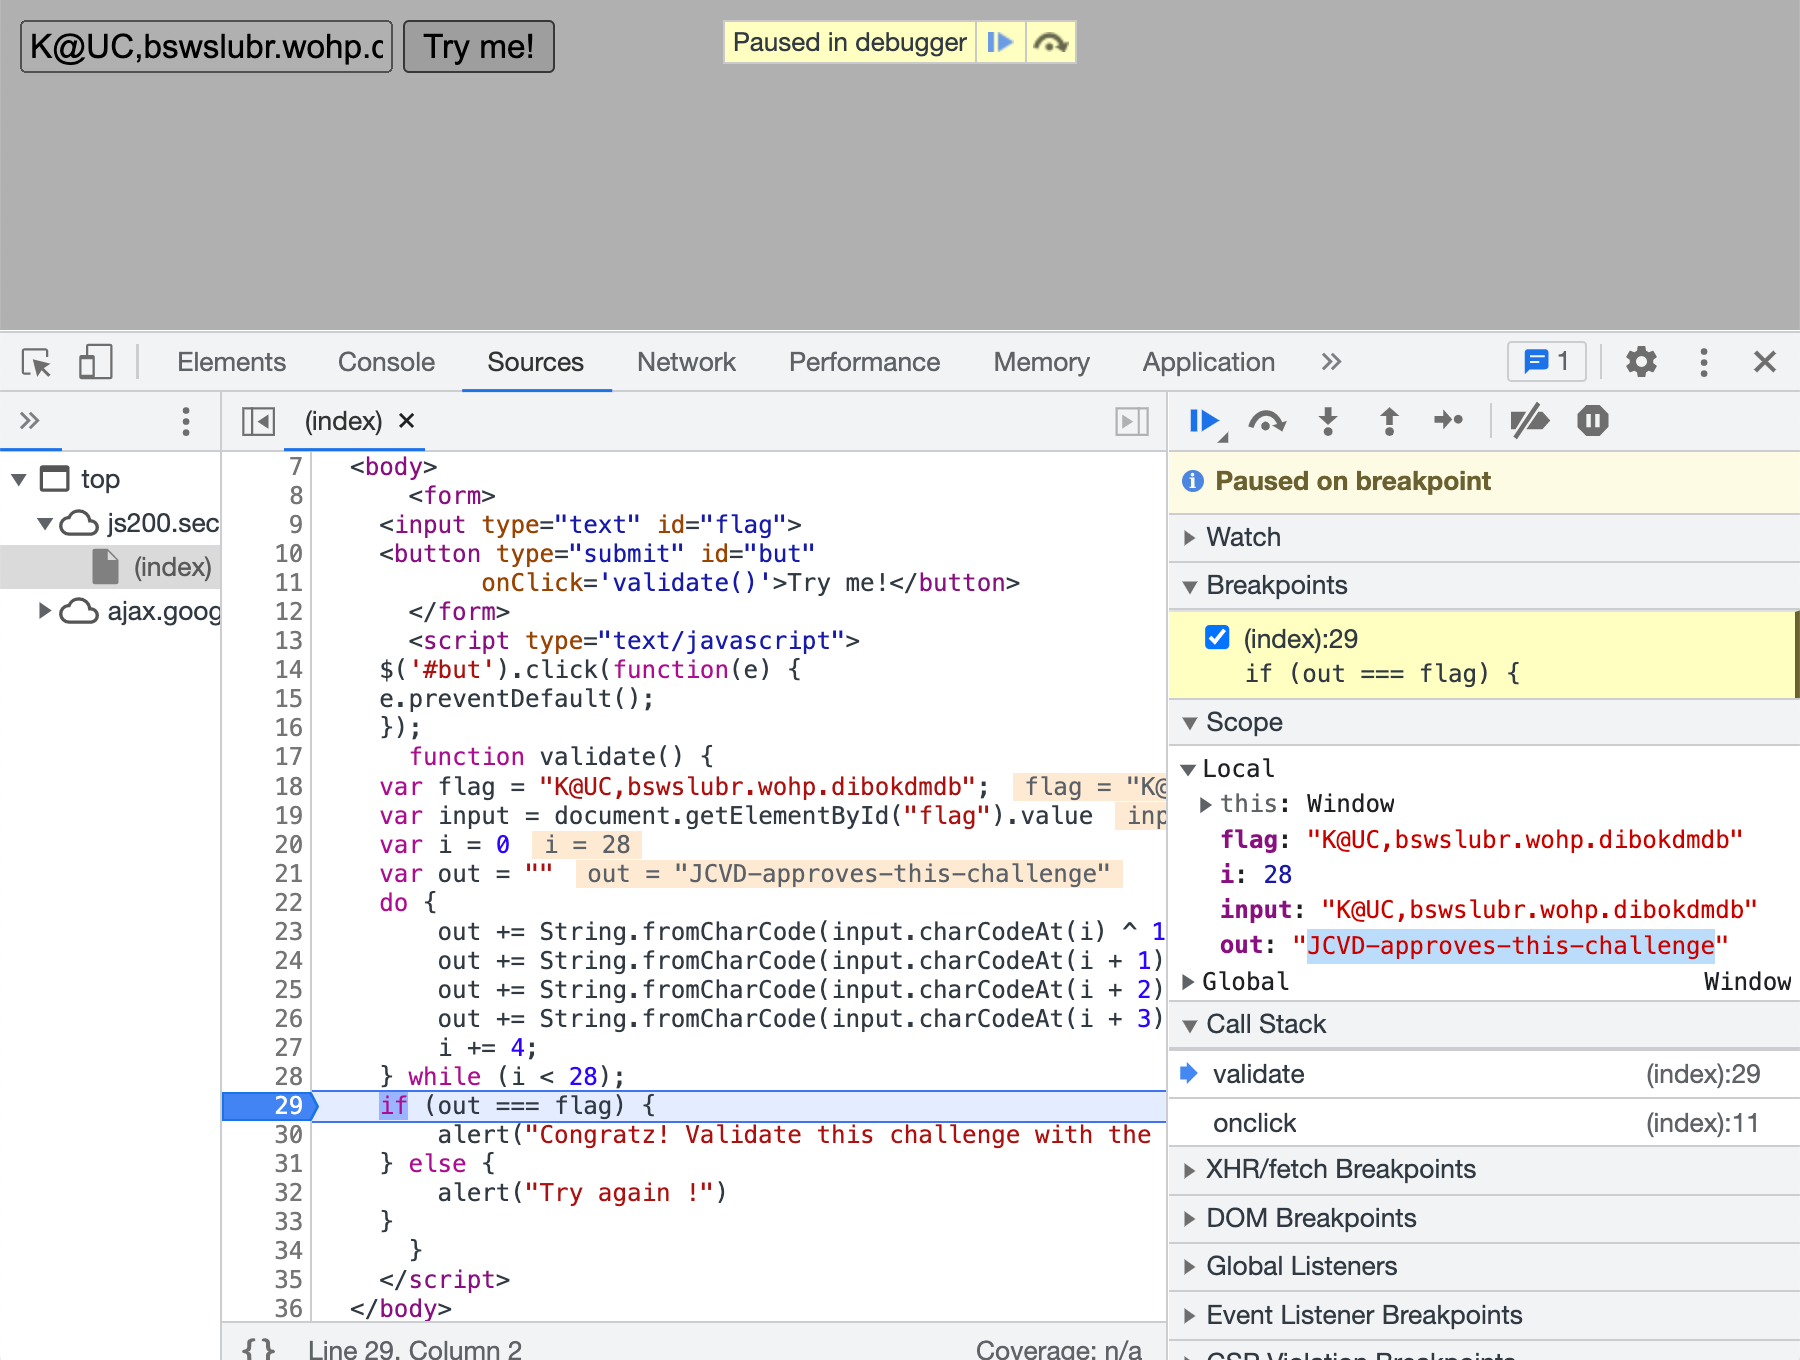 K@UC,bswslubr.wohp.c Try me! Paused in debugger
Elements Console Sources Network Performance Memory Application » 1
» (index) ×
top
js200.sec
(index)
ajax.goog
7 <body>
8 <form>
9 <input type="text" id="flag">
10 <button type="submit" id="but"
11 onClick='validate()'>Try me!</button>
12 </form>
13 <script type="text/javascript">
14 $('#but').click(function(e) {
15 e.preventDefault();
16 });
17 function validate() {
18 var flag = "K@UC,bswslubr.wohp.dibokdmdb"; flag = "K@
19 var input = document.getElementById("flag").value inp
20 var i = 0 i = 28
21 var out = "" out = "JCVD-approves-this-challenge"
22 do {
23 out += String.fromCharCode(input.charCodeAt(i) ^ 1
24 out += String.fromCharCode(input.charCodeAt(i + 1)
25 out += String.fromCharCode(input.charCodeAt(i + 2)
26 out += String.fromCharCode(input.charCodeAt(i + 3)
27 i += 4;
28 } while (i < 28);
29 if (out === flag) {
30 alert("Congratz! Validate this challenge with the
31 } else {
32 alert("Try again !")
33 }
34 }
35 </script>
36 </body>
{} Line 29, Column 2 Coverage: n/a
Paused on breakpoint
Watch
Breakpoints
(index):29
if (out === flag) {
Scope
Local
this: Window
flag: "K@UC,bswslubr.wohp.dibokdmdb"
i: 28
input: "K@UC,bswslubr.wohp.dibokdmdb"
out: "JCVD-approves-this-challenge"
Global Window
Call Stack
validate (index):29
onclick (index):11
XHR/fetch Breakpoints
DOM Breakpoints
Global Listeners
Event Listener Breakpoints
CSP Violation Breakpoints